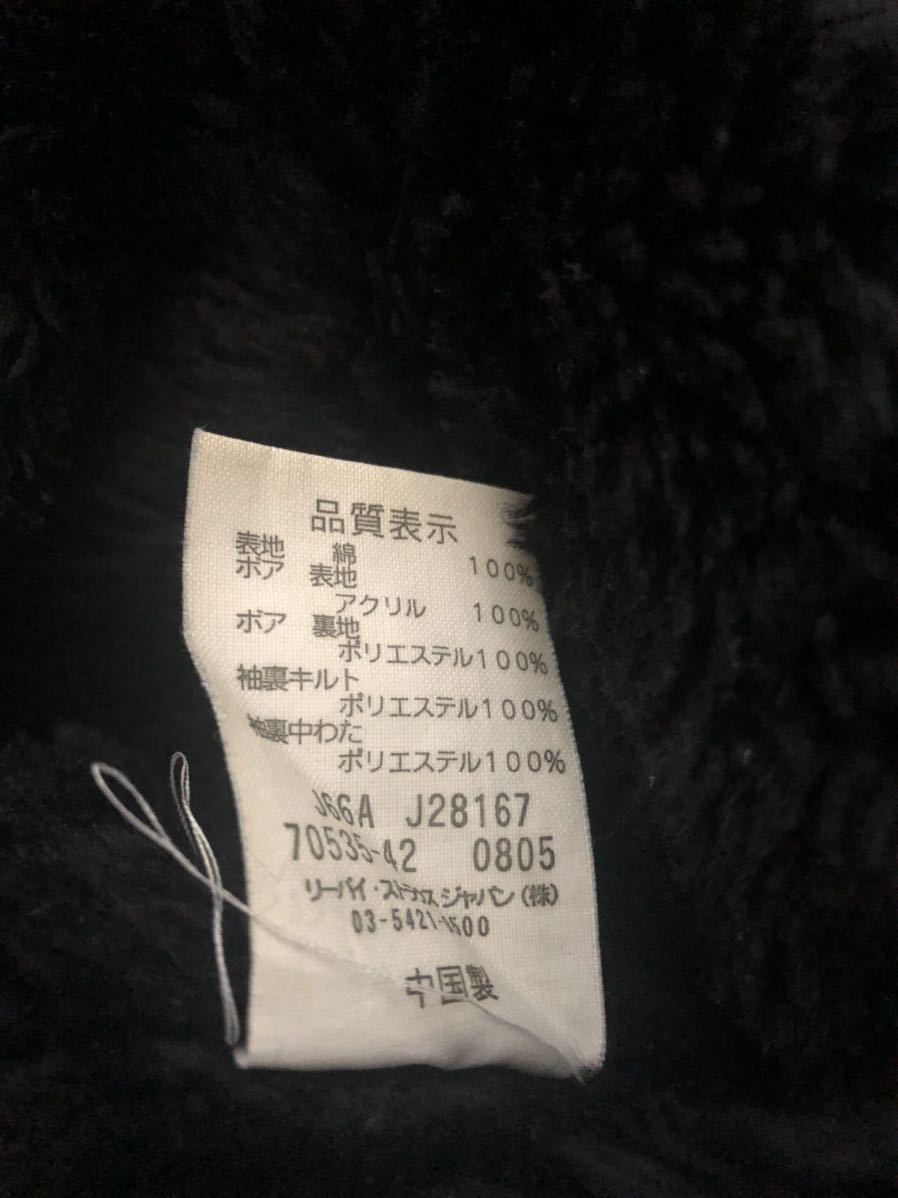 品質表示
表地 綿 100%
ボア 表地
アクリル 100%
ボア 裏地
ポリエステル100%
袖裏キルト
ポリエステル100%
袖裏中わた
ポリエステル100%
J66A J28167
70535-42 0805
リーバイ・ストラウスジャパン(株)
03-5421-1500
中国製